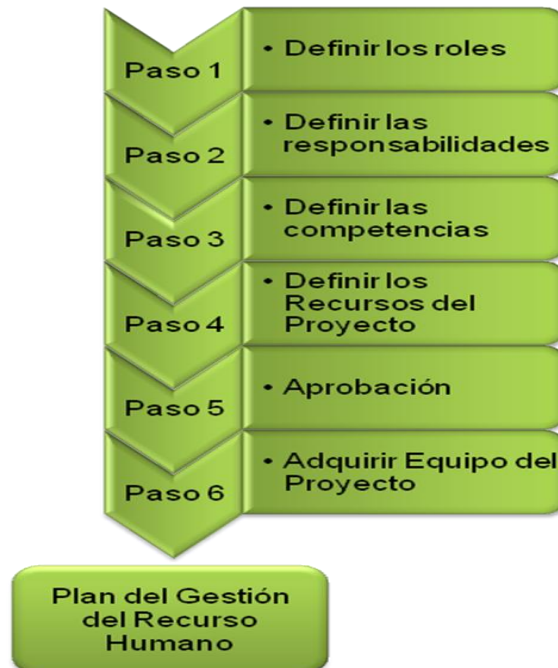 Paso 1
• Definir los roles
Paso 2
• Definir las
responsabilidades
Paso 3
• Definir las
competencias
Paso 4
• Definir los
Recursos del
Proyecto
Paso 5
• Aprobación
Paso 6
• Adquirir Equipo del
Proyecto
Plan del Gestión
del Recurso
Humano